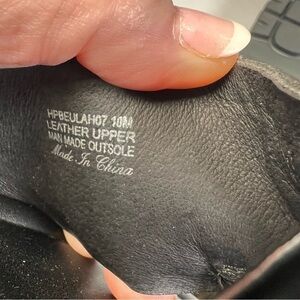 HPBEULAH07 10M
LEATHER UPPER
MAN MADE OUTSOLE
Made In China